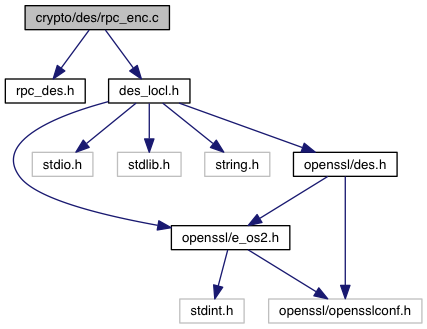 crypto/des/rpc_enc.c
rpc_des.h
des_locl.h
stdio.h
stdlib.h
string.h
openssl/des.h
openssl/e_os2.h
stdint.h
openssl/opensslconf.h